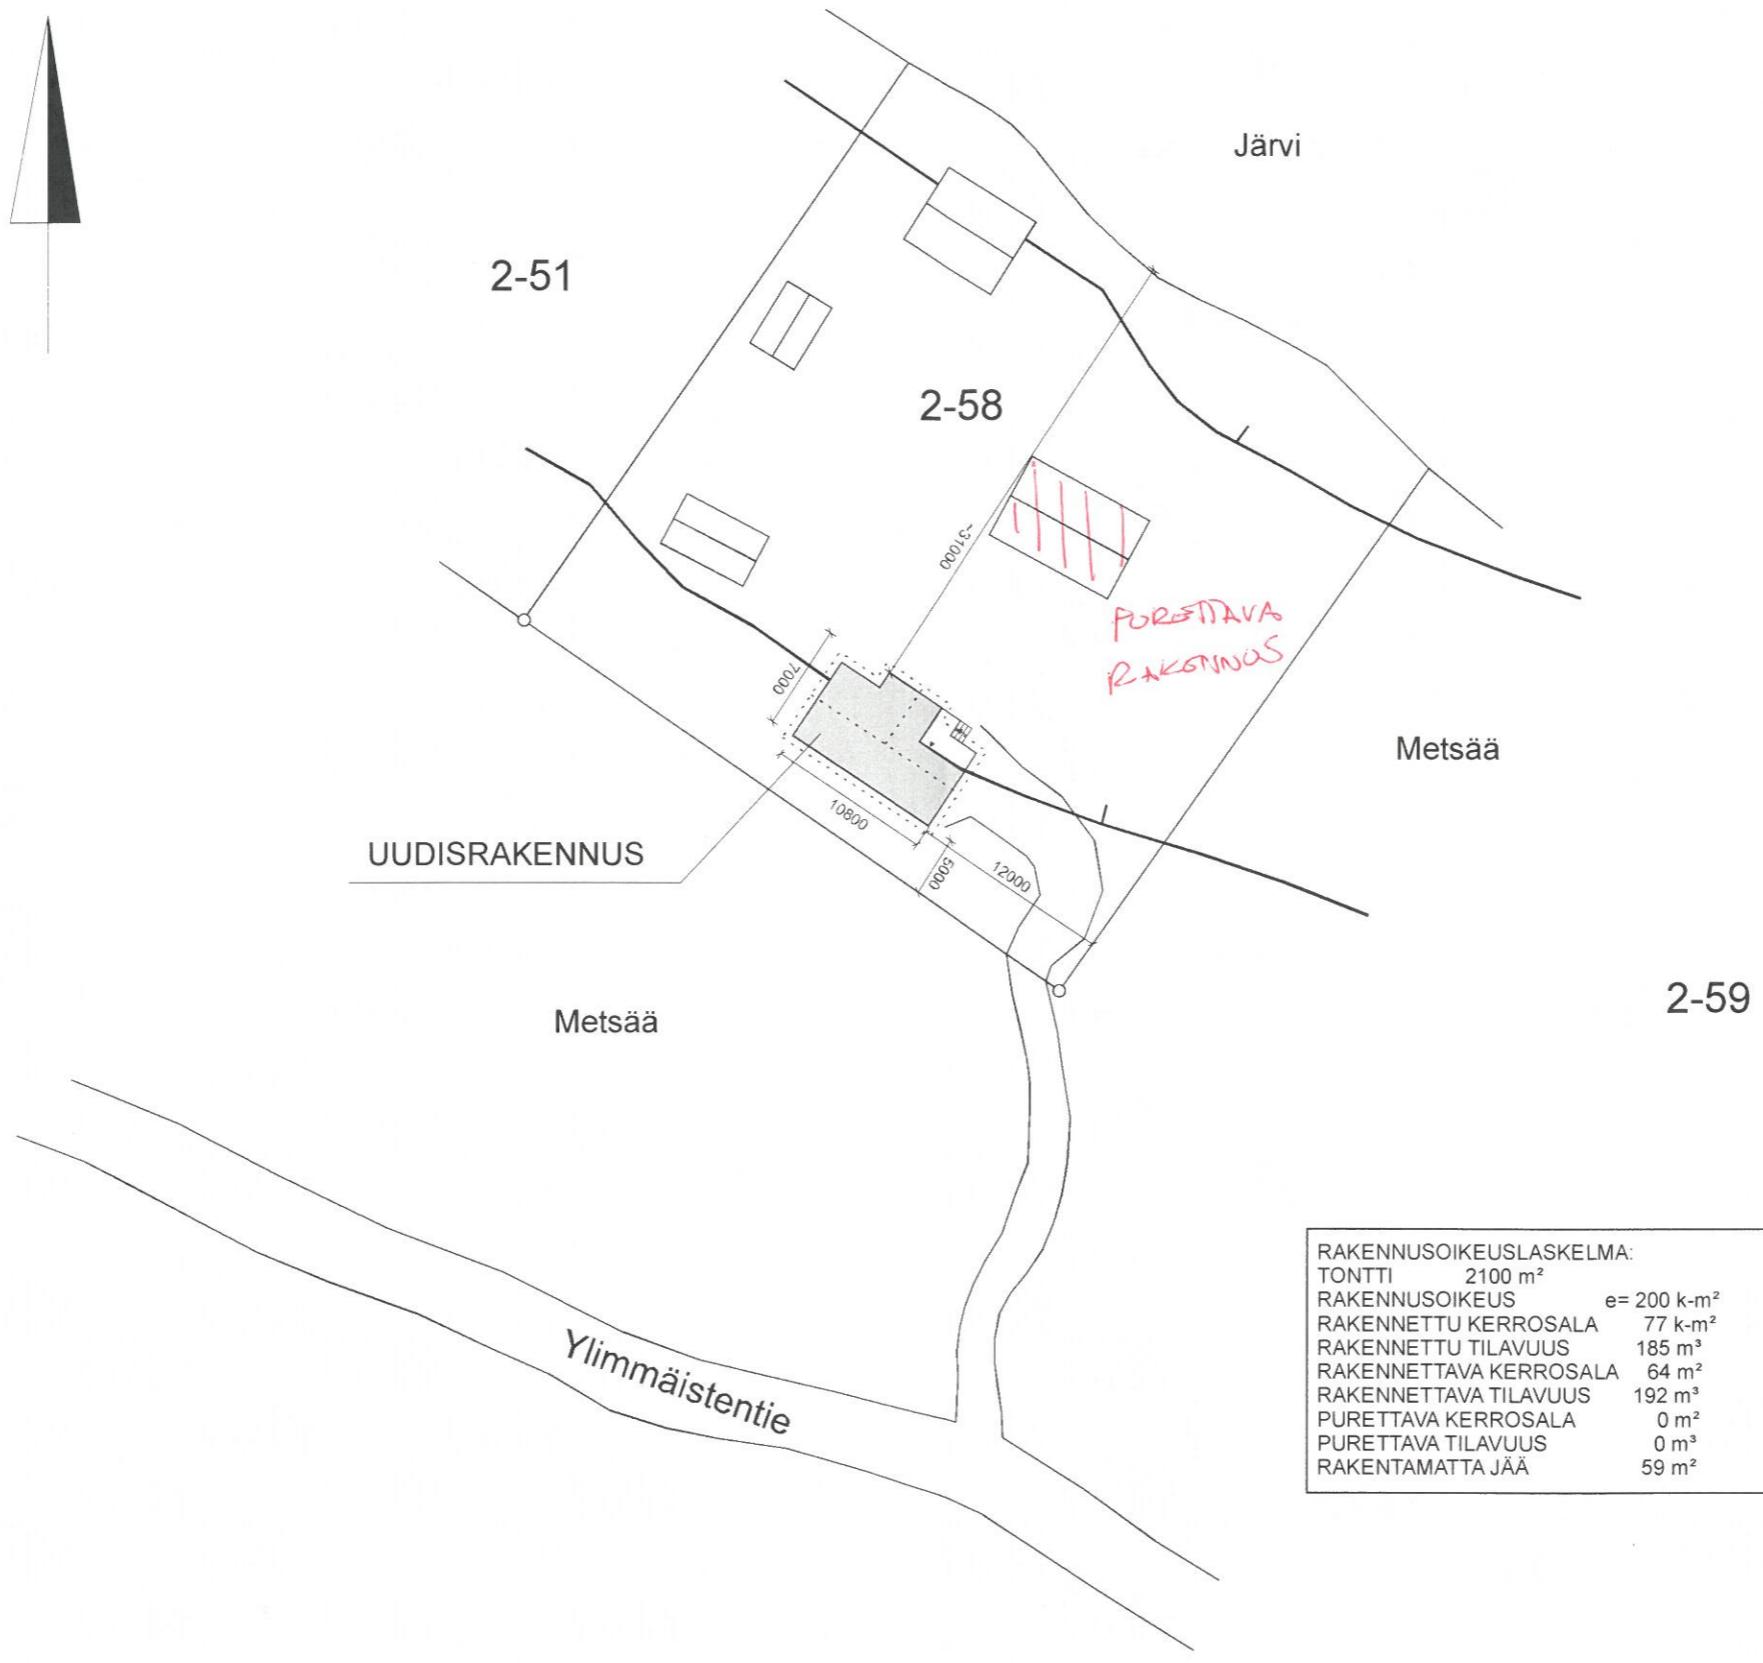 Järvi
2-51
2-58
~31000
PURETTAVA
RAKENNUS
7000
Metsää
10800
UUDISRAKENNUS
5000
12000
2-59
Metsää
Ylimmäistentie
RAKENNUSOIKEUSLASKELMA:
TONTTI 2100 m²
RAKENNUSOIKEUS e= 200 k-m²
RAKENNETTU KERROSALA 77 k-m²
RAKENNETTU TILAVUUS 185 m³
RAKENNETTAVA KERROSALA 64 m²
RAKENNETTAVA TILAVUUS 192 m³
PURETTAVA KERROSALA 0 m²
PURETTAVA TILAVUUS 0 m³
RAKENTAMATTA JÄÄ 59 m²